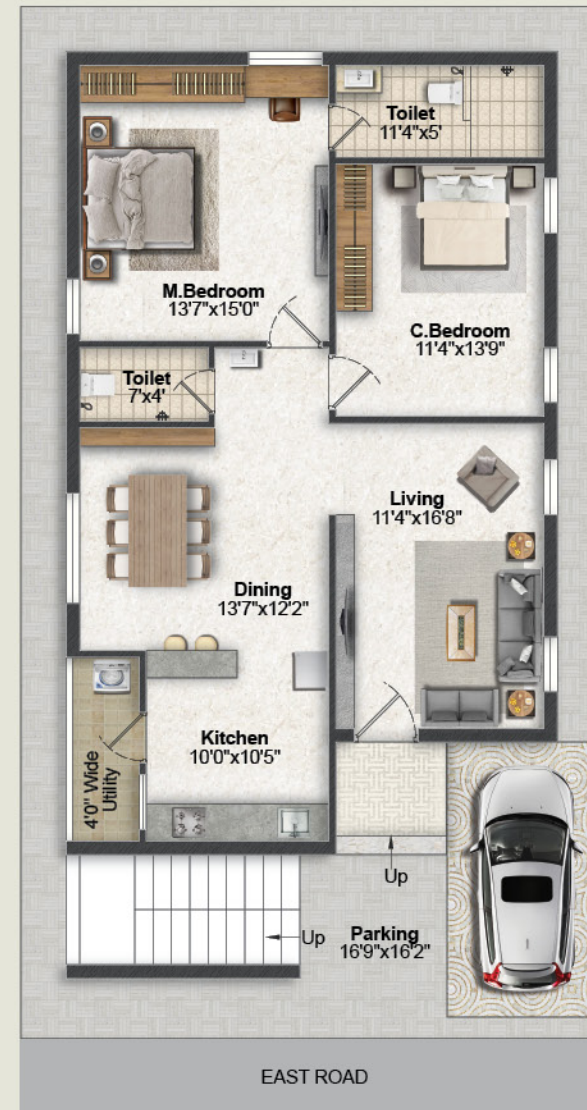 Toilet
11'4"x5'
M.Bedroom
13'7"x15'0"
C.Bedroom
11'4"x13'9"
Toilet
7'x4'
Living
11'4"x16'8"
Dining
13'7"x12'2"
Kitchen
10'0"x10'5"
4'0" Wide
Utility
Up
Up
Parking
16'9"x16'2"
EAST ROAD